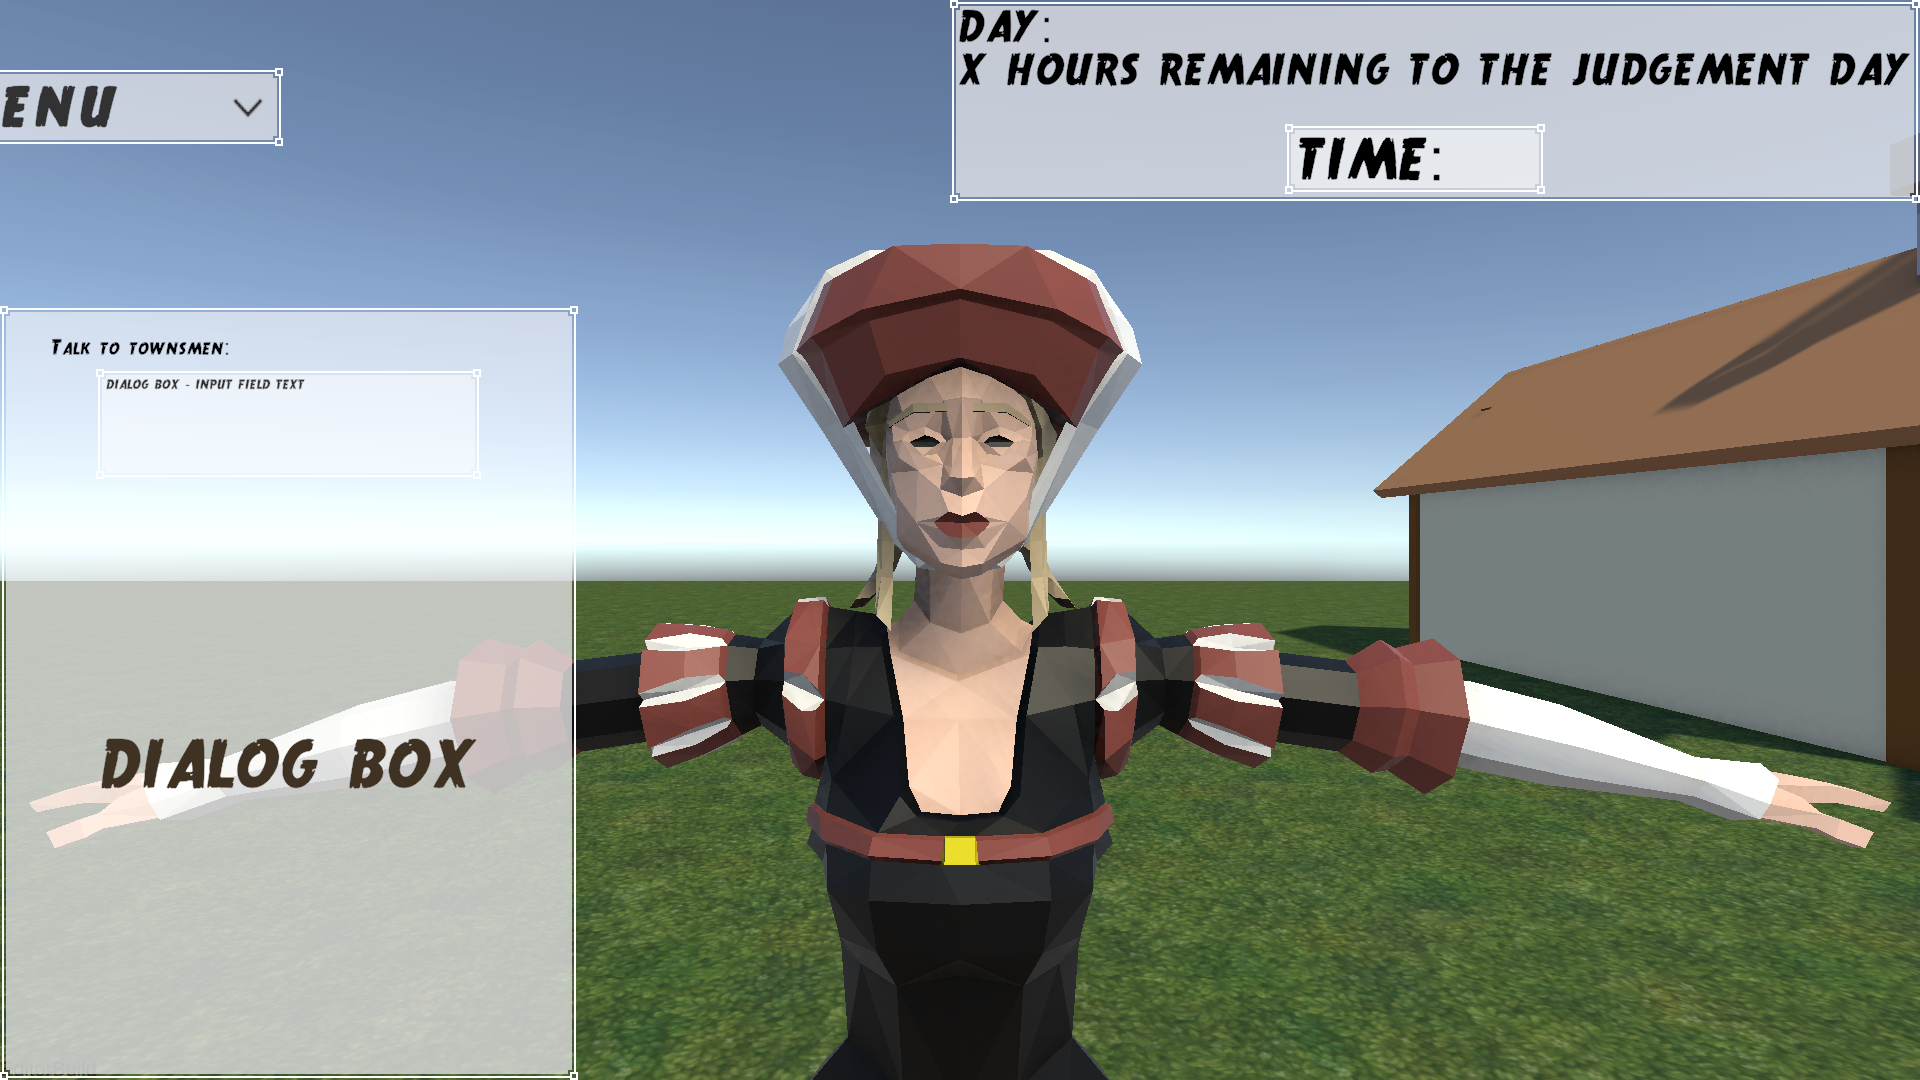 DAY:
X HOURS REMAINING TO THE JUDGEMENT DAY
ENU
TIME:
TALK TO TOWNSMEN:
DIALOG BOX - INPUT FIELD TEXT
DIALOG BOX